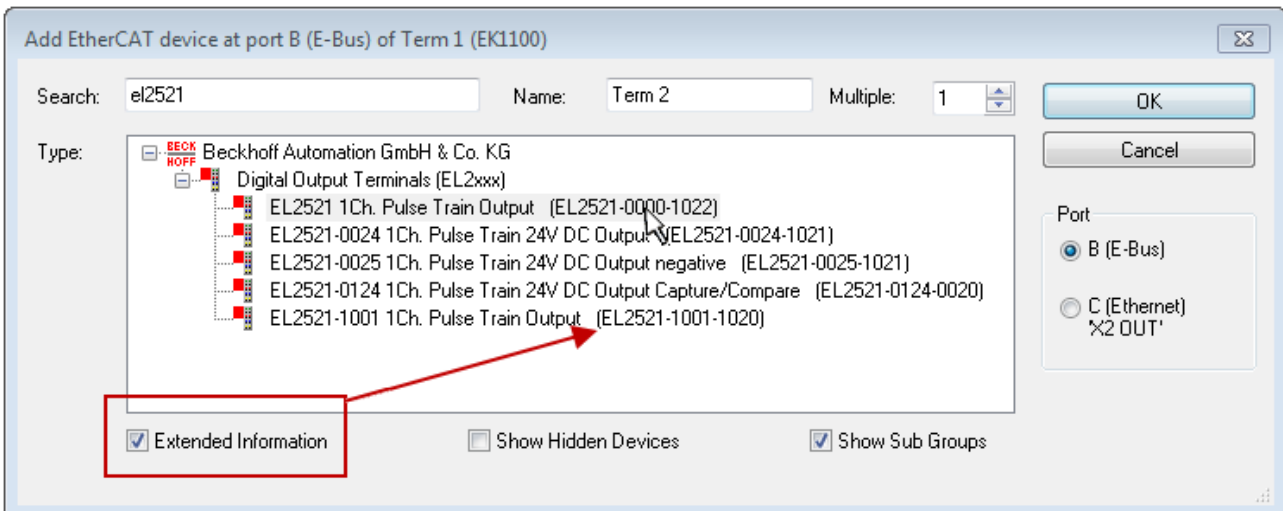 Add EtherCAT device at port B (E-Bus) of Term 1 (EK1100)
Search: el2521 Name: Term 2 Multiple: 1 OK
Type: BECKHOFF Beckhoff Automation GmbH & Co. KG Cancel
Digital Output Terminals (EL2xxx)
EL2521 1Ch. Pulse Train Output (EL2521-0000-1022)
EL2521-0024 1Ch. Pulse Train 24V DC Output (EL2521-0024-1021)
EL2521-0025 1Ch. Pulse Train 24V DC Output negative (EL2521-0025-1021)
EL2521-0124 1Ch. Pulse Train 24V DC Output Capture/Compare (EL2521-0124-0020)
EL2521-1001 1Ch. Pulse Train Output (EL2521-1001-1020)
Port
B (E-Bus)
C (Ethernet)
'X2 OUT'
Extended Information Show Hidden Devices Show Sub Groups